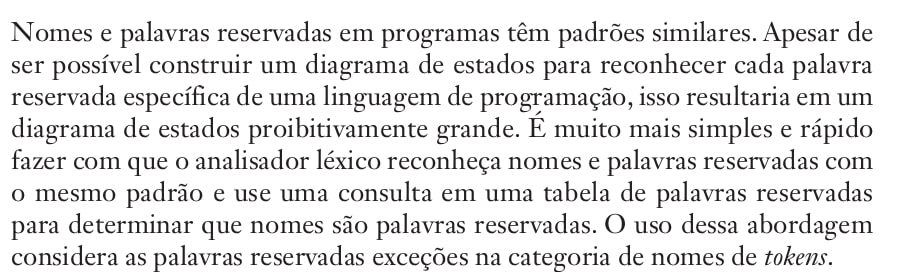 Nomes e palavras reservadas em programas têm padrões similares. Apesar de
ser possível construir um diagrama de estados para reconhecer cada palavra
reservada específica de uma linguagem de programação, isso resultaria em um
diagrama de estados proibitivamente grande. É muito mais simples e rápido
fazer com que o analisador léxico reconheça nomes e palavras reservadas com
o mesmo padrão e use uma consulta em uma tabela de palavras reservadas
para determinar que nomes são palavras reservadas. O uso dessa abordagem
considera as palavras reservadas exceções na categoria de nomes de tokens.